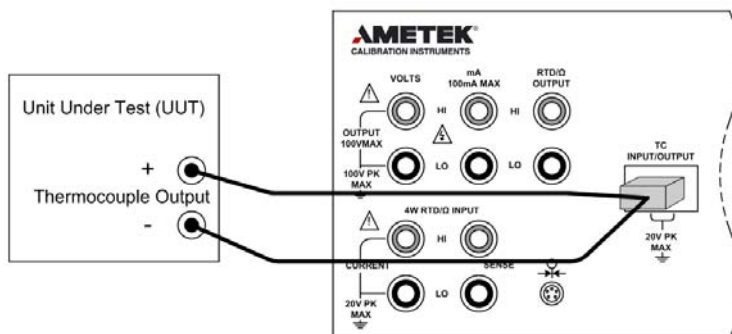 AMETEK
CALIBRATION INSTRUMENTS
Unit Under Test (UUT)
+
Thermocouple Output
-
VOLTS
mA
100mA MAX
RTD/Ω
OUTPUT
HI
HI
OUTPUT
100VMAX
LO
LO
100V PK
MAX
TC
INPUT/OUTPUT
20V PK
MAX
4W RTD/Ω INPUT
HI
CURRENT
SENSE
LO
20V PK
MAX